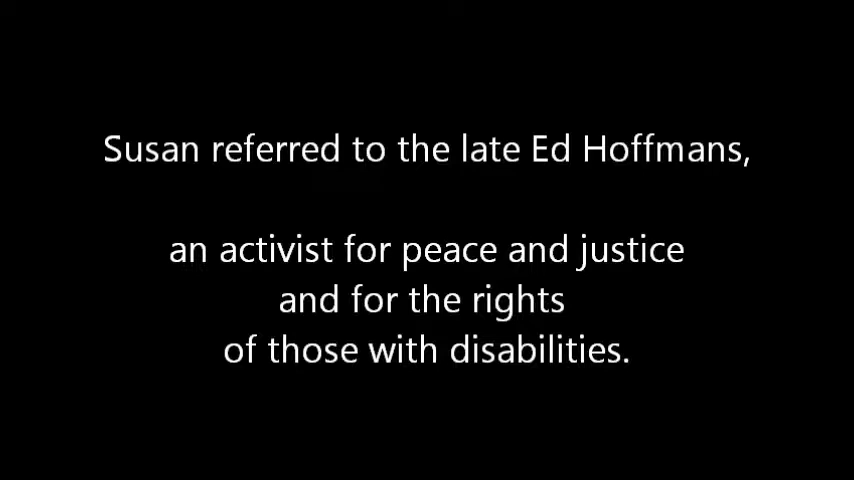 Susan referred to the late Ed Hoffmans,
an activist for peace and justice
and for the rights
of those with disabilities.